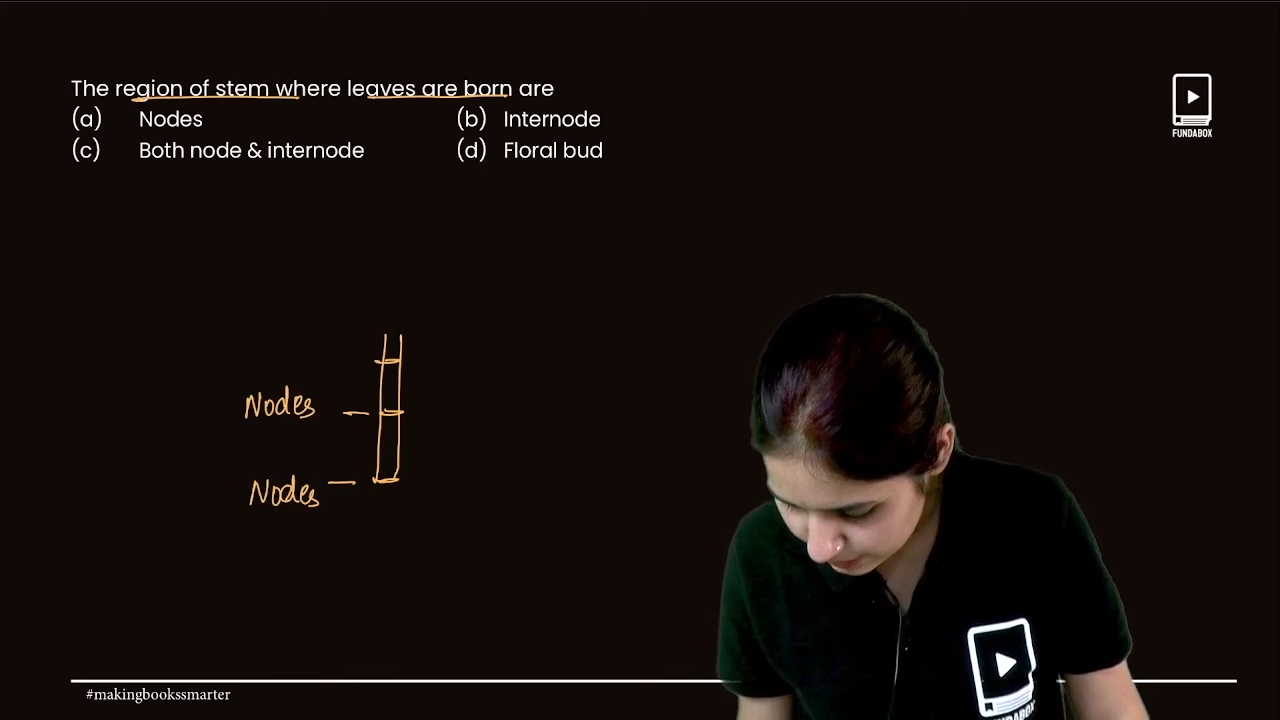 The region of stem where leaves are born are
(a) Nodes (b) Internode
(c) Both node & internode (d) Floral bud
FUNDABOX
Nodes
Nodes
FUNDABOX
#makingbookssmarter